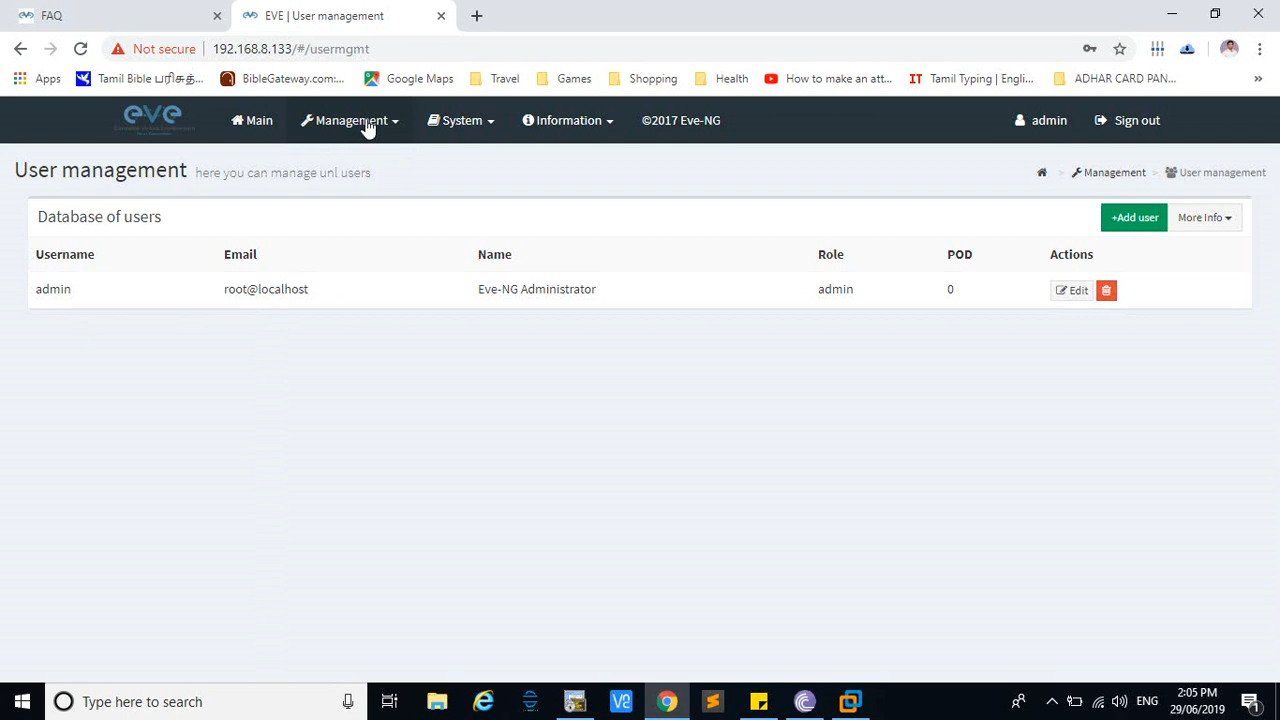 FAQ
EVE | User management
Not secure | 192.168.8.133/#/usermgmt
Apps
Tamil Bible பரிசுத்...
BibleGateway.com:...
Google Maps
Travel
Games
Shopping
Health
How to make an att...
Tamil Typing | Engli...
ADHAR CARD PAN...
»
eve
Main
Management
System
Information
©2017 Eve-NG
admin
Sign out
User management here you can manage unl users
> Management > User management
Database of users
+Add user
More Info
Username Email Name Role POD Actions
admin root@localhost Eve-NG Administrator admin 0 Edit
Type here to search
ENG
2:05 PM
29/06/2019
1